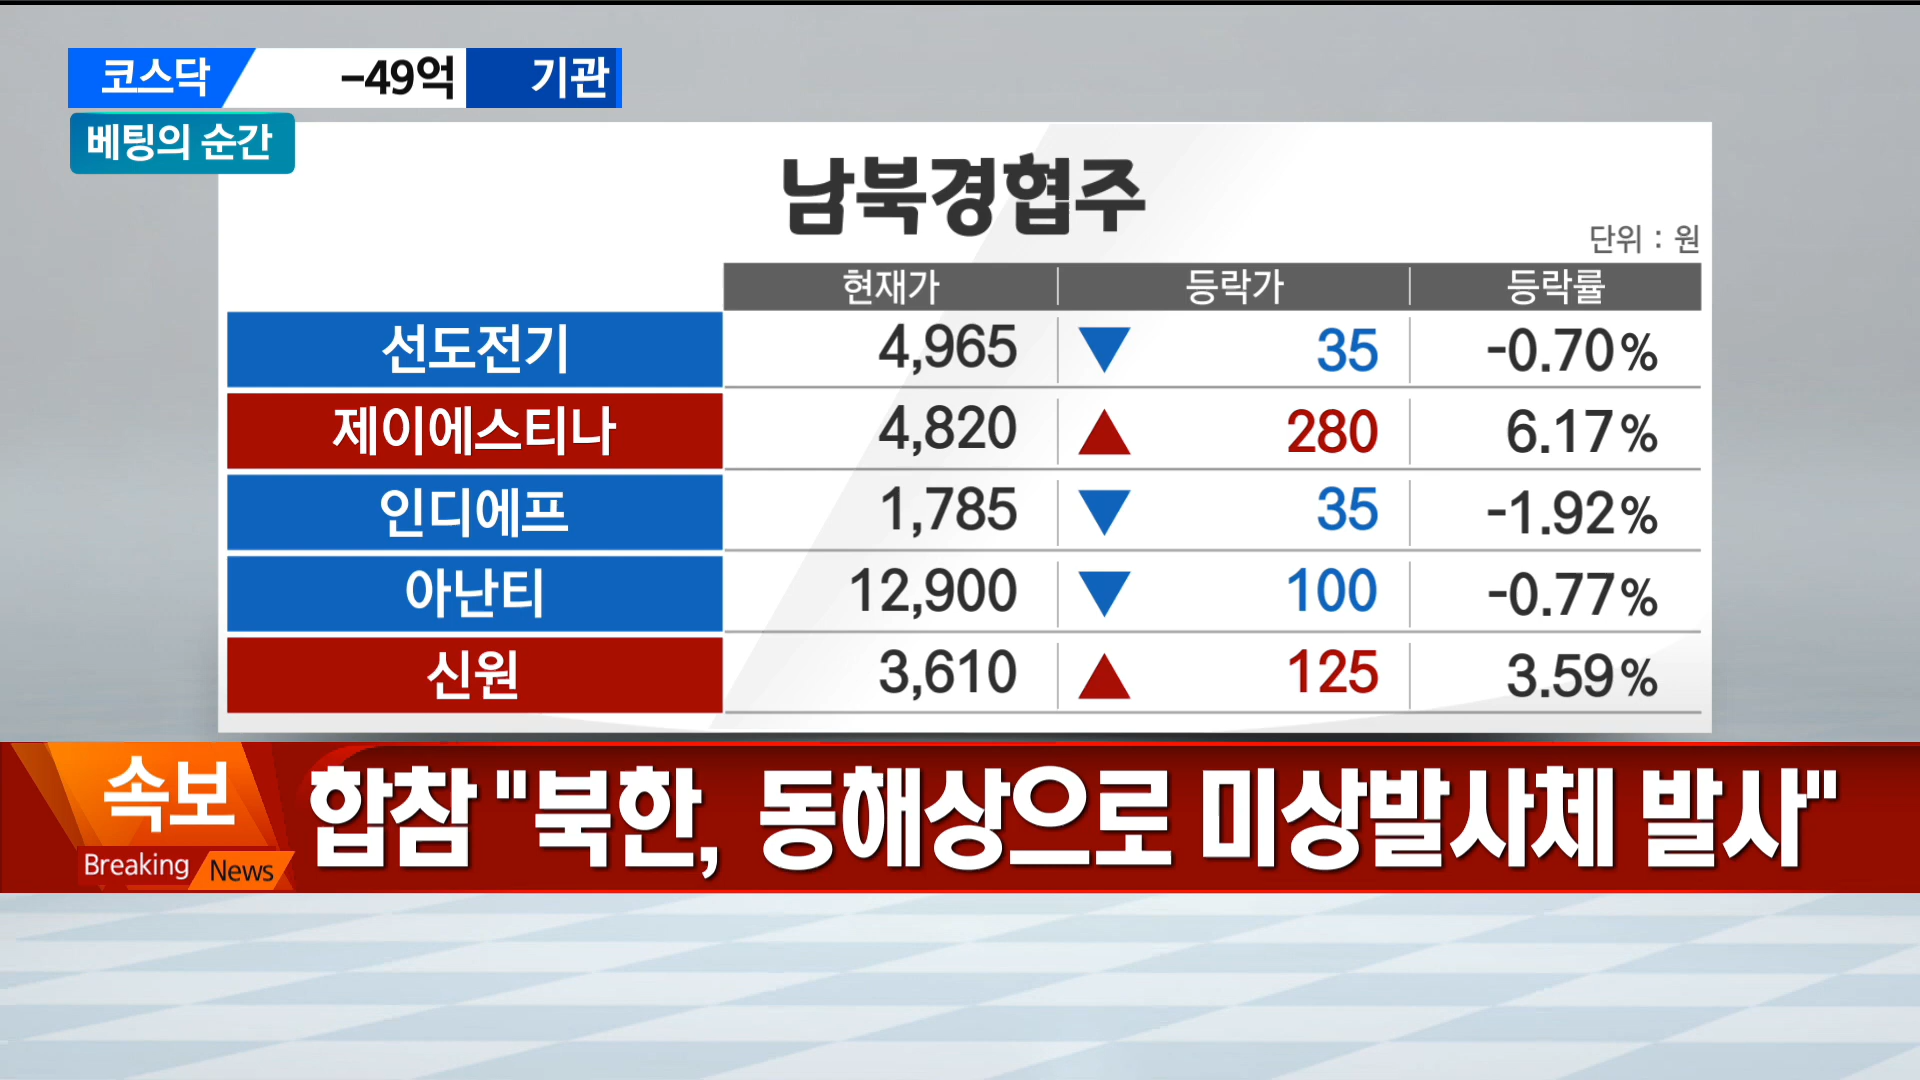 코스닥 -49억 기관
베팅의 순간
남북경협주
단위 : 원
현재가 등락가 등락률
선도전기 4,965 ▼ 35 -0.70%
제이에스티나 4,820 ▲ 280 6.17%
인디에프 1,785 ▼ 35 -1.92%
아난티 12,900 ▼ 100 -0.77%
신원 3,610 ▲ 125 3.59%
속보 합참 "북한, 동해상으로 미상발사체 발사"
Breaking News